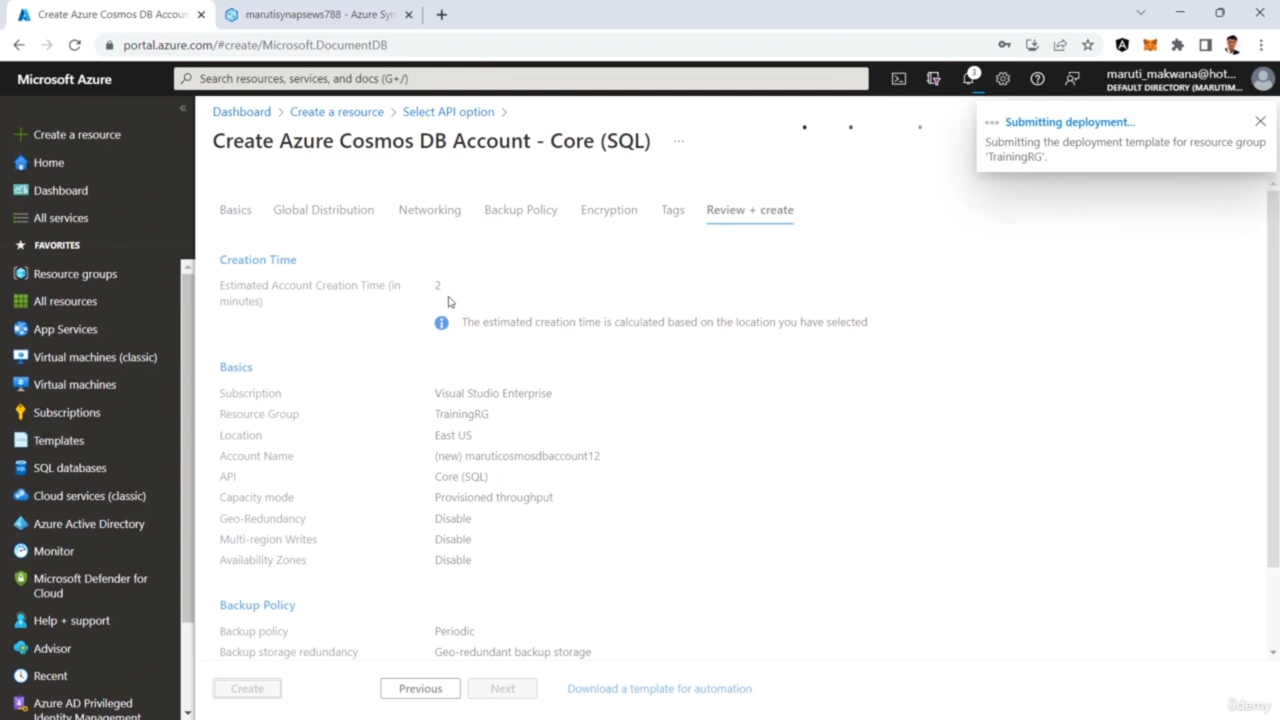 Create Azure Cosmos DB Accoun
marutisynapsews788 - Azure Syn
portal.azure.com/#create/Microsoft.DocumentDB
Microsoft Azure
Search resources, services, and docs (G+/)
3
maruti_makwana@hot...
DEFAULT DIRECTORY (MARUTIM...
Create a resource
Home
Dashboard
All services
FAVORITES
Resource groups
All resources
App Services
Virtual machines (classic)
Virtual machines
Subscriptions
Templates
SQL databases
Cloud services (classic)
Azure Active Directory
Monitor
Microsoft Defender for
Cloud
Help + support
Advisor
Recent
Azure AD Privileged
Identity Management
Dashboard > Create a resource > Select API option >
Create Azure Cosmos DB Account - Core (SQL) ...
Submitting deployment...
Submitting the deployment template for resource group
'TrainingRG'.
Basics Global Distribution Networking Backup Policy Encryption Tags Review + create
Creation Time
Estimated Account Creation Time (in
minutes)
2
The estimated creation time is calculated based on the location you have selected
Basics
Subscription Visual Studio Enterprise
Resource Group TrainingRG
Location East US
Account Name (new) maruticosmosdbaccount12
API Core (SQL)
Capacity mode Provisioned throughput
Geo-Redundancy Disable
Multi-region Writes Disable
Availability Zones Disable
Backup Policy
Backup policy Periodic
Backup storage redundancy Geo-redundant backup storage
Create Previous Next Download a template for automation
ûdemy